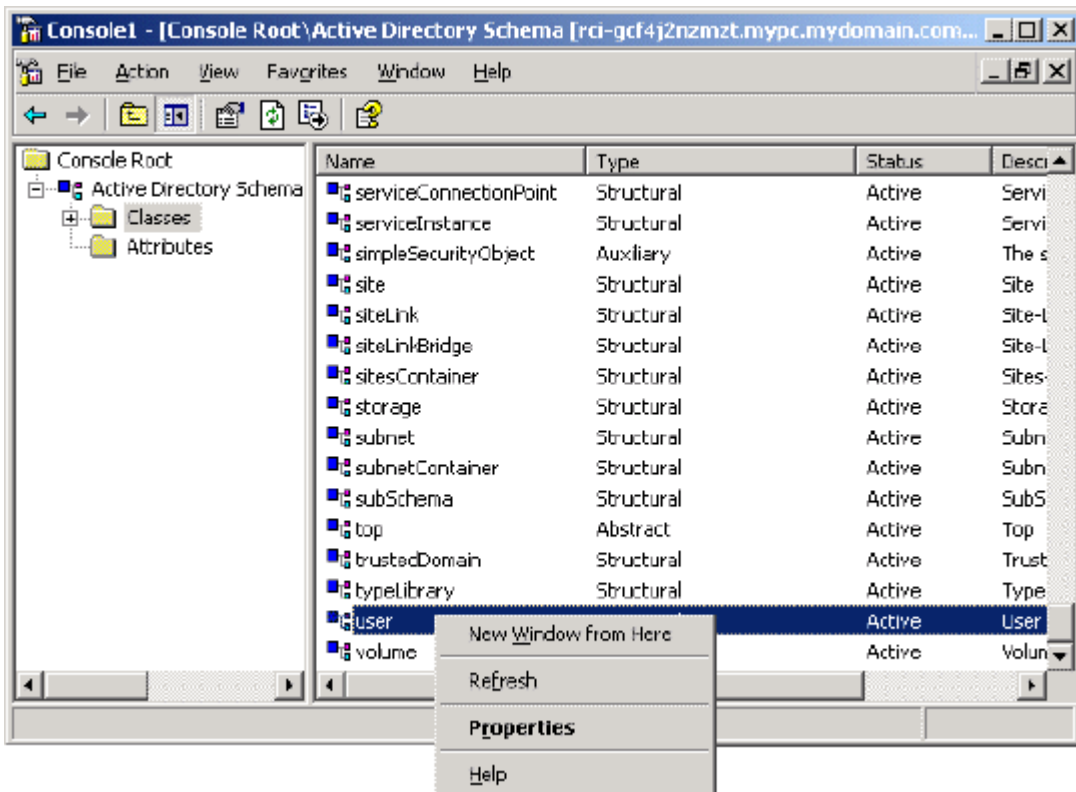 Console1 - [Console Root\Active Directory Schema [rci-gcf4j2nzmzt.mypc.mydomain.com...
File Action View Favorites Window Help
Console Root
Active Directory Schema
Classes
Attributes
Name Type Status Descr
serviceConnectionPoint Structural Active Servi
serviceInstance Structural Active Servi
simpleSecurityObject Auxiliary Active The s
site Structural Active Site
siteLink Structural Active Site-L
siteLinkBridge Structural Active Site-L
sitesContainer Structural Active Sites-
storage Structural Active Stora
subnet Structural Active Subn
subnetContainer Structural Active Subn
subSchema Structural Active SubS
top Abstract Active Top
trustedDomain Structural Active Trust
typeLibrary Structural Active Type
user Active User
volume Active Volun
New Window from Here
Refresh
Properties
Help